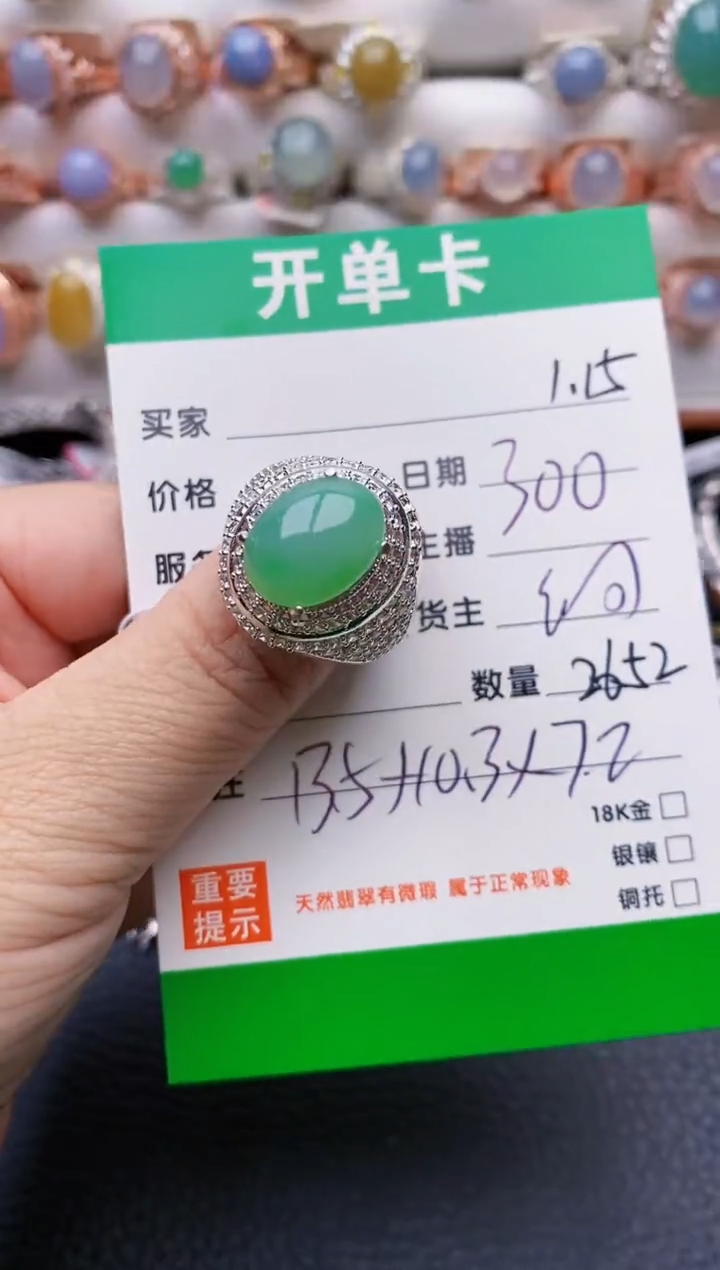 开单卡
买家 1.15
价格 日期 300
服 主播
货主
数量 2652
注 13.5×10.3×7.2
18K金
银镶
铜托
重要提示
天然翡翠有微瑕 属于正常现象